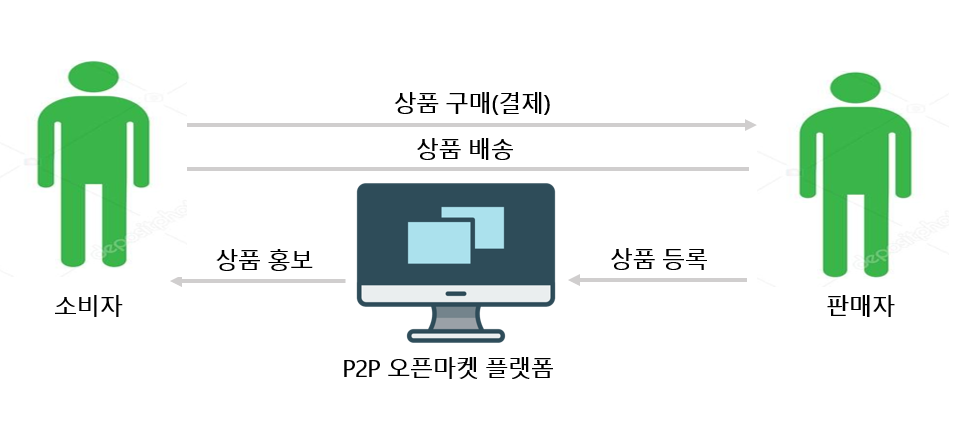 상품 구매(결제)
상품 배송
상품 홍보
상품 등록
소비자
판매자
P2P 오픈마켓 플랫폼